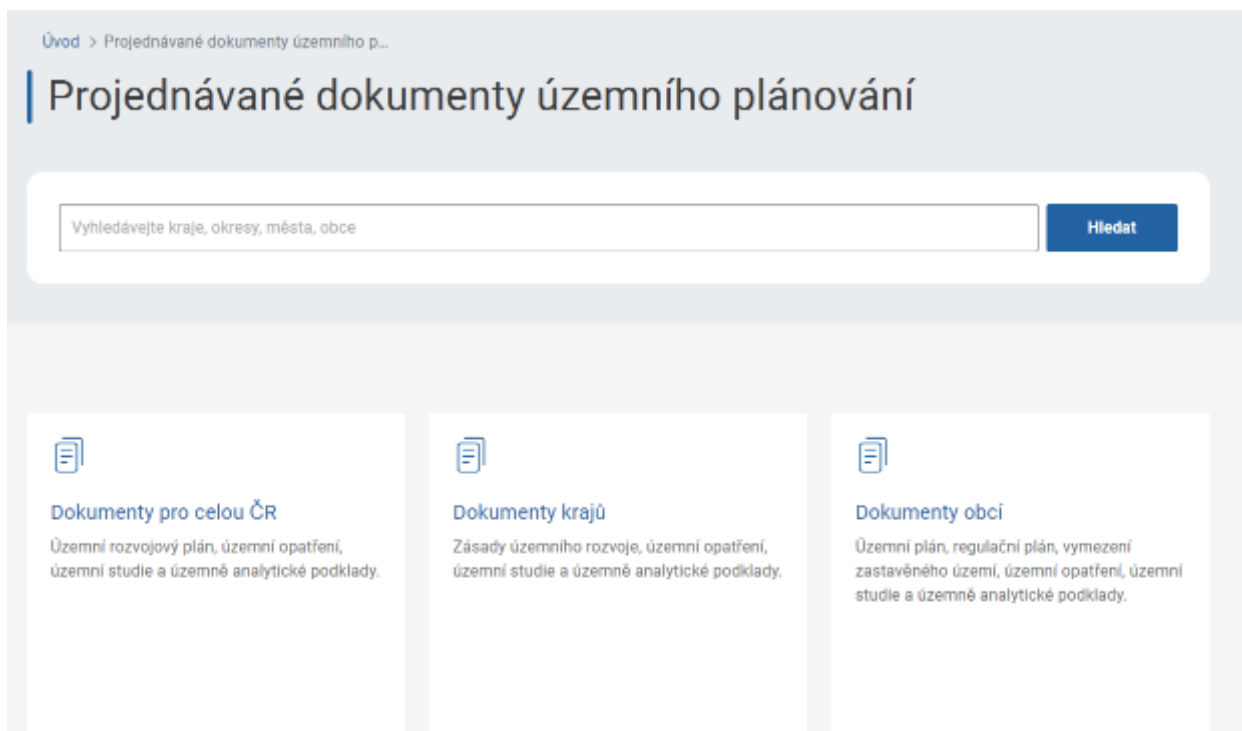 Úvod > Projednávané dokumenty územního p...
Projednávané dokumenty územního plánování
Vyhledávejte kraje, okresy, města, obce
Hledat
Dokumenty pro celou ČR
Územní rozvojový plán, územní opatření,
územní studie a územně analytické podklady.
Dokumenty krajů
Zásady územního rozvoje, územní opatření,
územní studie a územně analytické podklady.
Dokumenty obcí
Územní plán, regulační plán, vymezení
zastavěného území, územní opatření, územní
studie a územně analytické podklady.